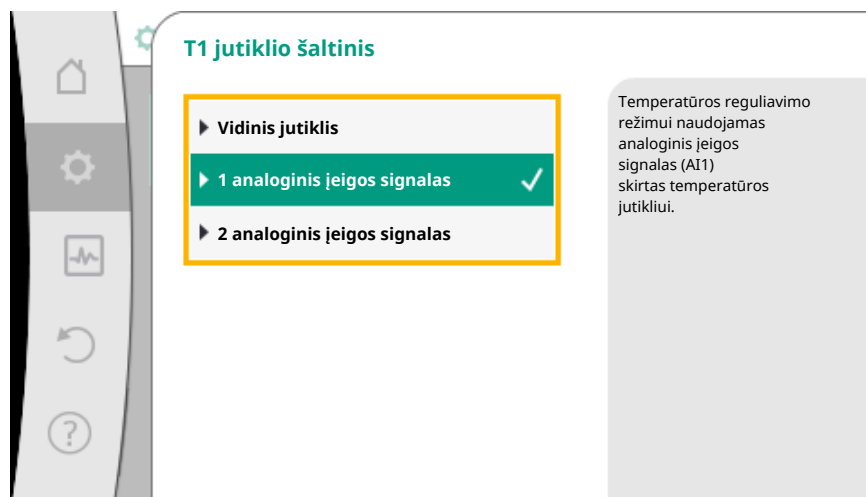 T1 jutiklio šaltinis
Vidinis jutiklis
1 analoginis įeigos signalas
2 analoginis įeigos signalas
Temperatūros reguliavimo
režimui naudojamas
analoginis įeigos
signalas (AI1)
skirtas temperatūros
jutikliui.